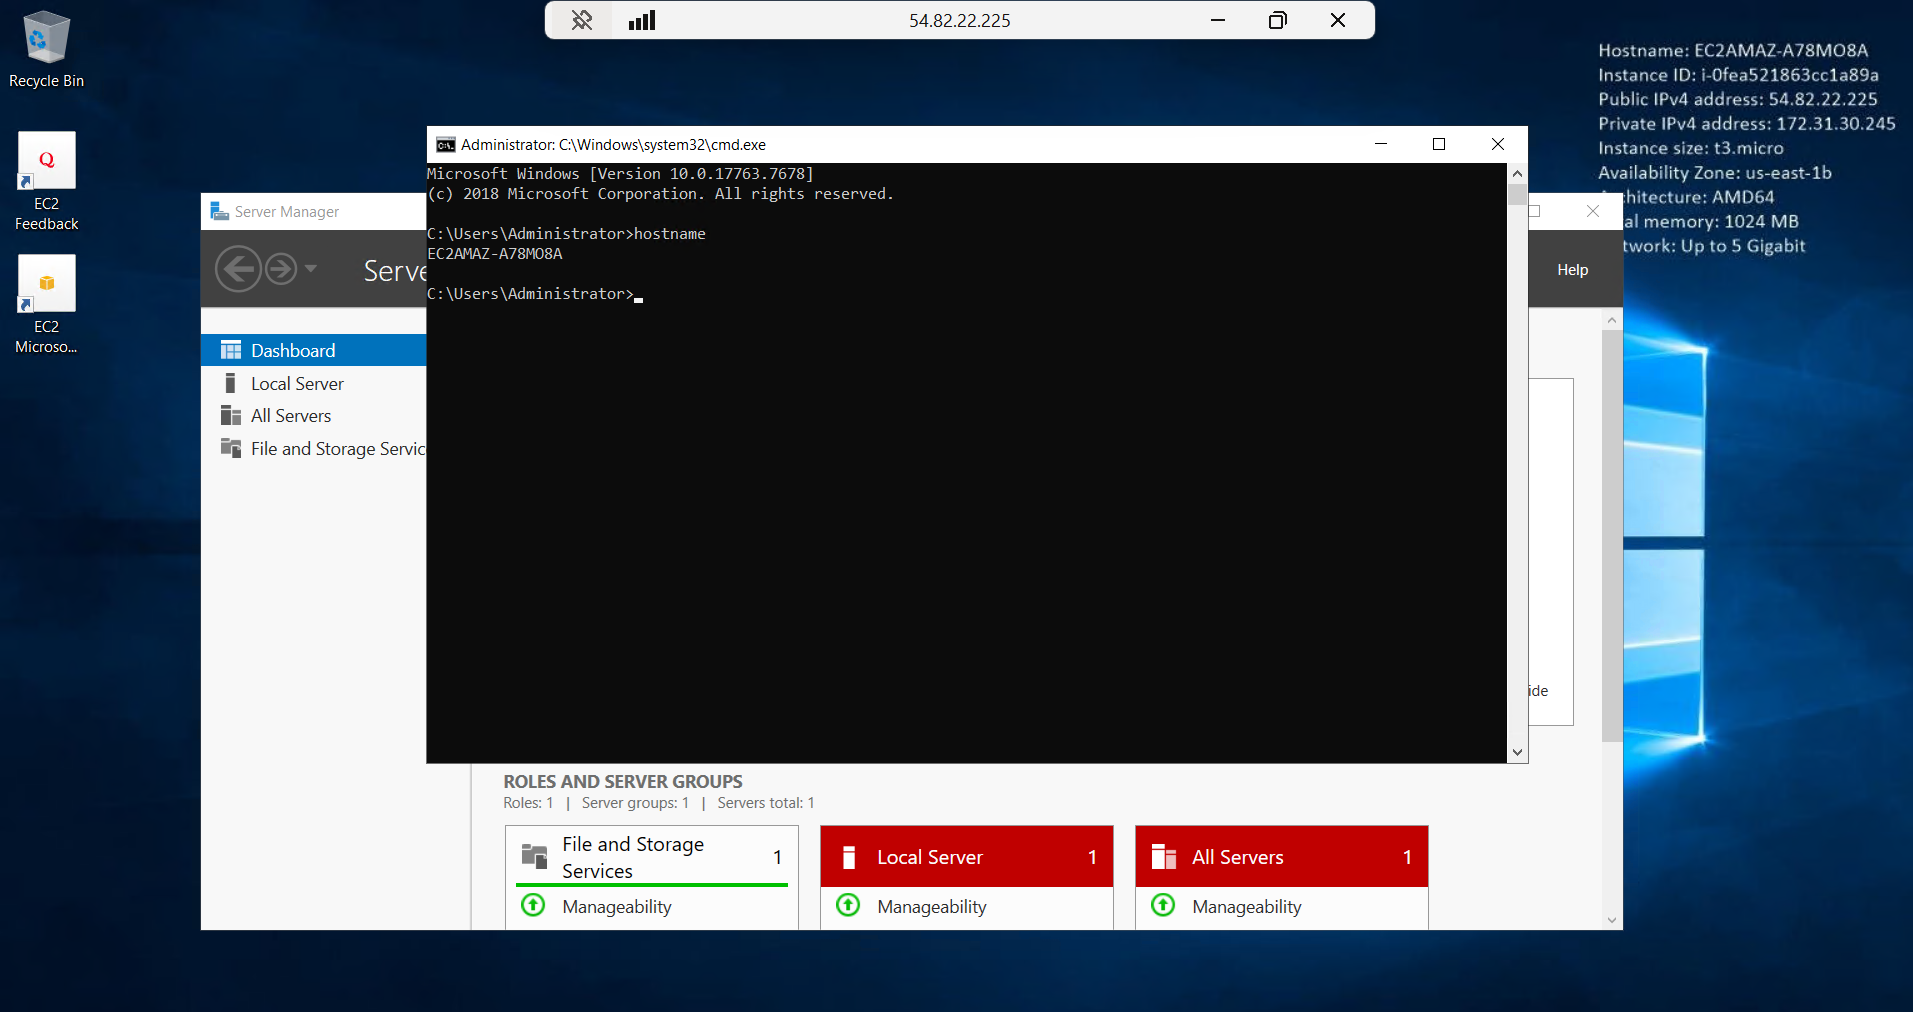 54.82.22.225
Recycle Bin
EC2
Feedback
EC2
Microso...
Hostname: EC2AMAZ-A78MO8A
Instance ID: i-0fea521863cc1a89a
Public IPv4 address: 54.82.22.225
Private IPv4 address: 172.31.30.245
Instance size: t3.micro
Availability Zone: us-east-1b
hitecture: AMD64
al memory: 1024 MB
twork: Up to 5 Gigabit
Administrator: C:\Windows\system32\cmd.exe
Microsoft Windows [Version 10.0.17763.7678]
(c) 2018 Microsoft Corporation. All rights reserved.
C:\Users\Administrator>hostname
EC2AMAZ-A78MO8A
C:\Users\Administrator>
Server Manager
Serve
Help
Dashboard
Local Server
All Servers
File and Storage Servic
ide
ROLES AND SERVER GROUPS
Roles: 1 | Server groups: 1 | Servers total: 1
File and Storage
Services
1
Manageability
Local Server 1
Manageability
All Servers 1
Manageability